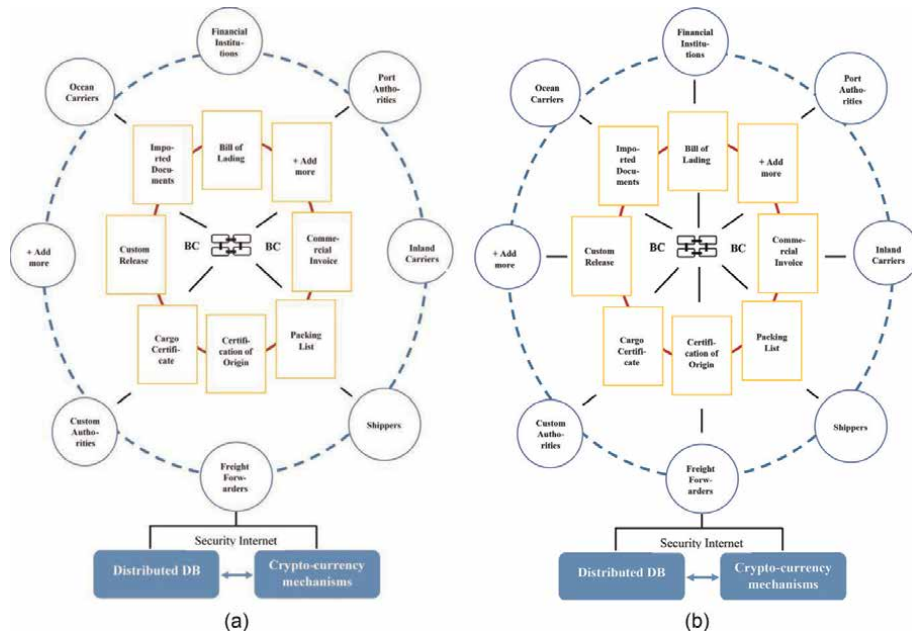 Financial
Institu-
tions
Ocean
Carriers
Port
Autho-
rities
Impo-
rted
Docu-
ments
Bill of
Lading
+ Add
more
+ Add
more
Custom
Release
BC
BC
Comme-
rcial
Invoice
Inland
Carriers
Cargo
Certifi-
cate
Certifi-
cation of
Origin
Packing
List
Custom
Autho-
rities
Shippers
Freight
Forw-
arders
Security Internet
Distributed DB
Crypto-currency
mechanisms
(a)
Financial
Institu-
tions
Ocean
Carriers
Port
Autho-
rities
Impo-
rted
Docu-
ments
Bill of
Lading
+ Add
more
+ Add
more
Custom
Release
BC
BC
Comme-
rcial
Invoice
Inland
Carriers
Cargo
Certifi-
cate
Certifi-
cation of
Origin
Packing
List
Custom
Autho-
rities
Shippers
Freight
Forw-
arders
Security Internet
Distributed DB
Crypto-currency
mechanisms
(b)